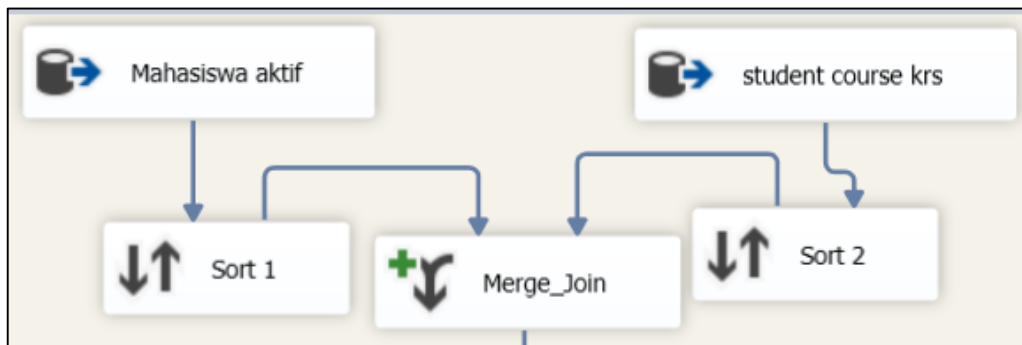 Mahasiswa aktif
student course krs
Sort 1
Merge_Join
Sort 2